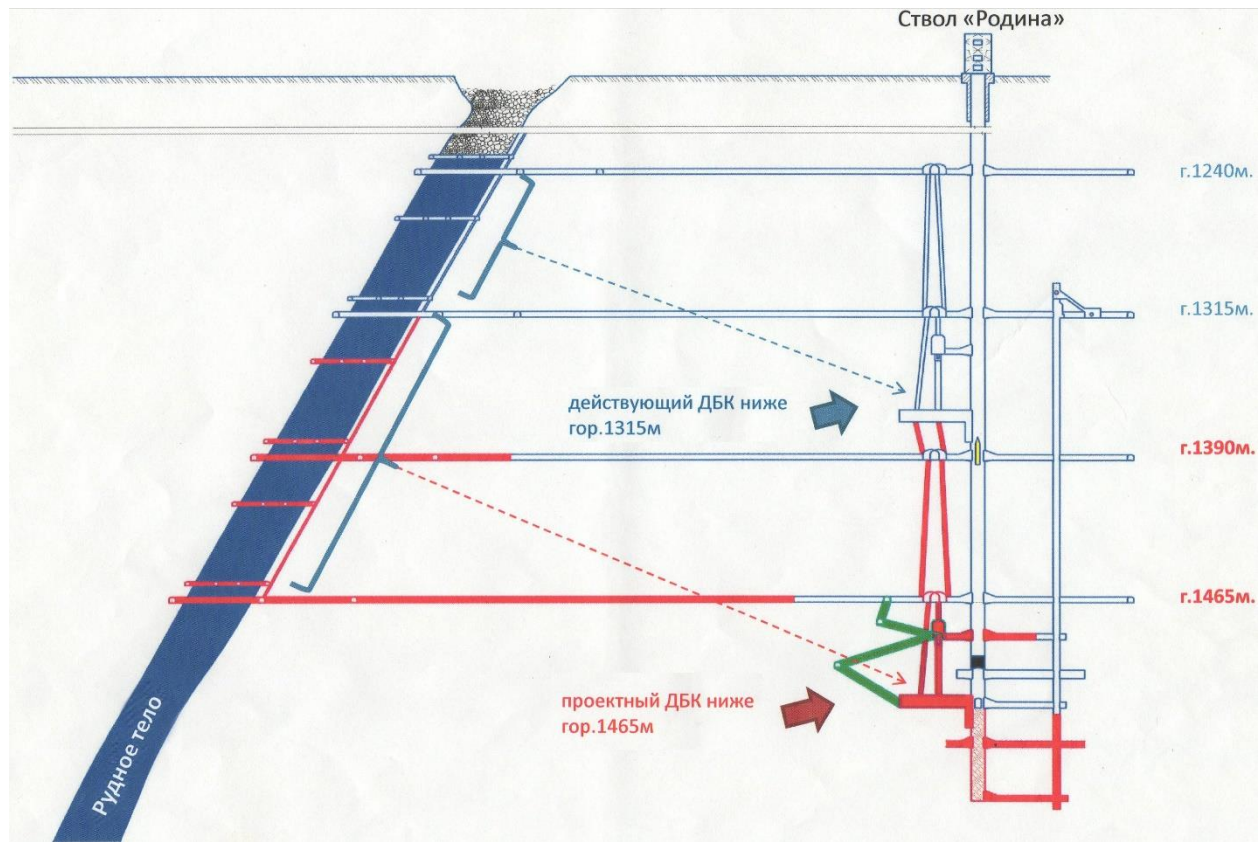 Ствол «Родина»
г.1240м.
г.1315м.
действующий ДБК ниже
гор.1315м
г.1390м.
г.1465м.
проектный ДБК ниже
гор.1465м
Рудное тело